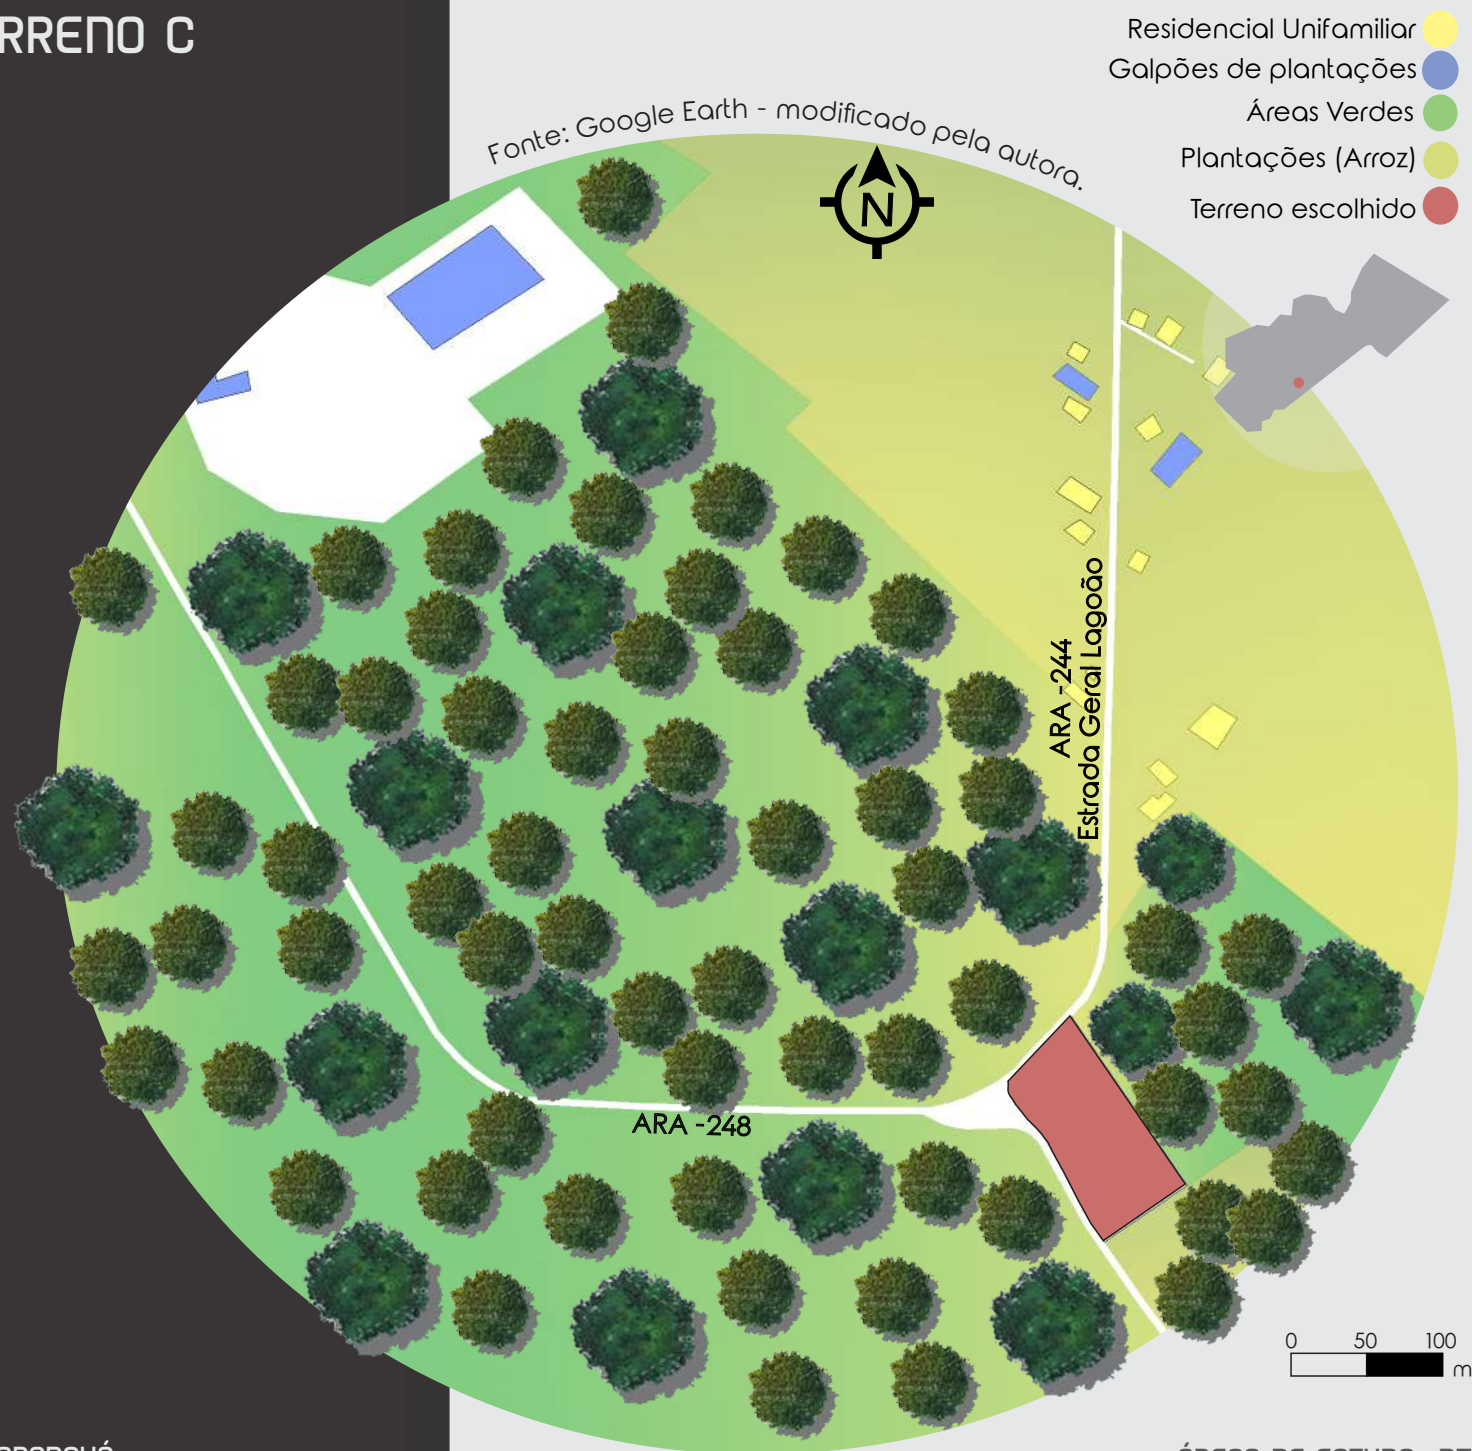 Residencial Unifamiliar
Galpões de plantações
Áreas Verdes
Plantações (Arroz)
Terreno escolhido
Fonte: Google Earth - modificado pela autora.
N
ARA -244
Estrada Geral Lagoão
ARA -248
0 50 100